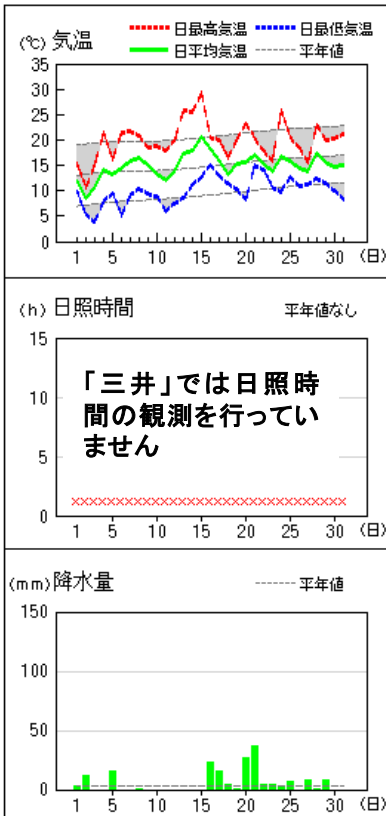 (℃) 気温
日最高気温 日最低気温
日平均気温 平年値
35
30
25
20
15
10
5
0
1 5 10 15 20 25 30 (日)
(h) 日照時間 平年値なし
15
10
5
0
「三井」では日照時
間の観測を行ってい
ません
1 5 10 15 20 25 30 (日)
(mm) 降水量 平年値
150
100
50
0
1 5 10 15 20 25 30 (日)